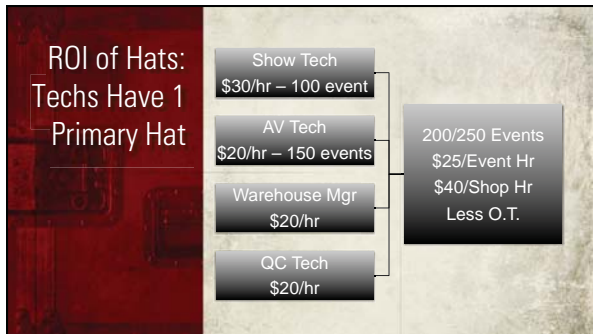 ROI of Hats:
Techs Have 1
Primary Hat
Show Tech
$30/hr – 100 event
AV Tech
$20/hr – 150 events
Warehouse Mgr
$20/hr
QC Tech
$20/hr
200/250 Events
$25/Event Hr
$40/Shop Hr
Less O.T.